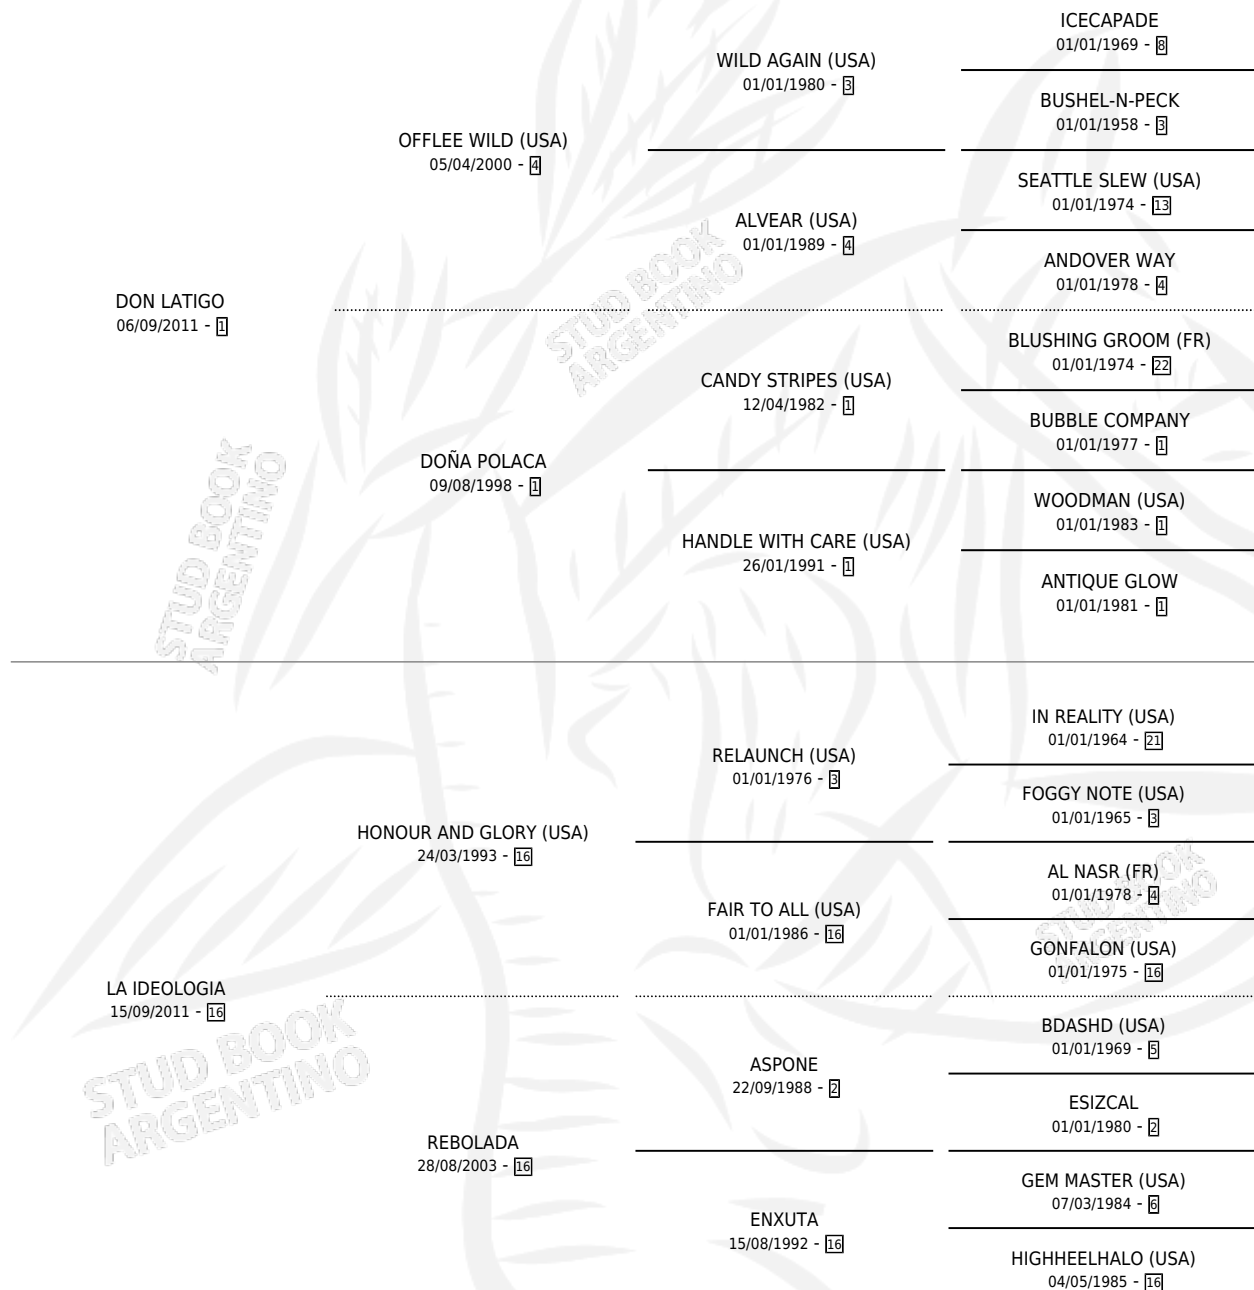 ICECAPADE
01/01/1969 - 8
WILD AGAIN (USA)
01/01/1980 - 3
BUSHEL-N-PECK
01/01/1958 - 3
OFFLEE WILD (USA)
05/04/2000 - 4
SEATTLE SLEW (USA)
01/01/1974 - 13
ALVEAR (USA)
01/01/1989 - 4
ANDOVER WAY
01/01/1978 - 4
DON LATIGO
06/09/2011 - 1
BLUSHING GROOM (FR)
01/01/1974 - 22
CANDY STRIPES (USA)
12/04/1982 - 1
BUBBLE COMPANY
01/01/1977 - 1
DOÑA POLACA
09/08/1998 - 1
WOODMAN (USA)
01/01/1983 - 1
HANDLE WITH CARE (USA)
26/01/1991 - 1
ANTIQUE GLOW
01/01/1981 - 1
IN REALITY (USA)
01/01/1964 - 21
RELAUNCH (USA)
01/01/1976 - 3
FOGGY NOTE (USA)
01/01/1965 - 3
HONOUR AND GLORY (USA)
24/03/1993 - 16
AL NASR (FR)
01/01/1978 - 4
FAIR TO ALL (USA)
01/01/1986 - 16
GONFALON (USA)
01/01/1975 - 16
LA IDEOLOGIA
15/09/2011 - 16
BDASHD (USA)
01/01/1969 - 5
ASPONE
22/09/1988 - 2
ESIZCAL
01/01/1980 - 2
REBOLADA
28/08/2003 - 16
GEM MASTER (USA)
07/03/1984 - 6
ENXUTA
15/08/1992 - 16
HIGHHEELHALO (USA)
04/05/1985 - 16
STUD BOOK
ARGENTINO
STUD BOOK
ARGENTINO
STUD BOOK
ARGENTINO
STUD BOOK
ARGENTINO